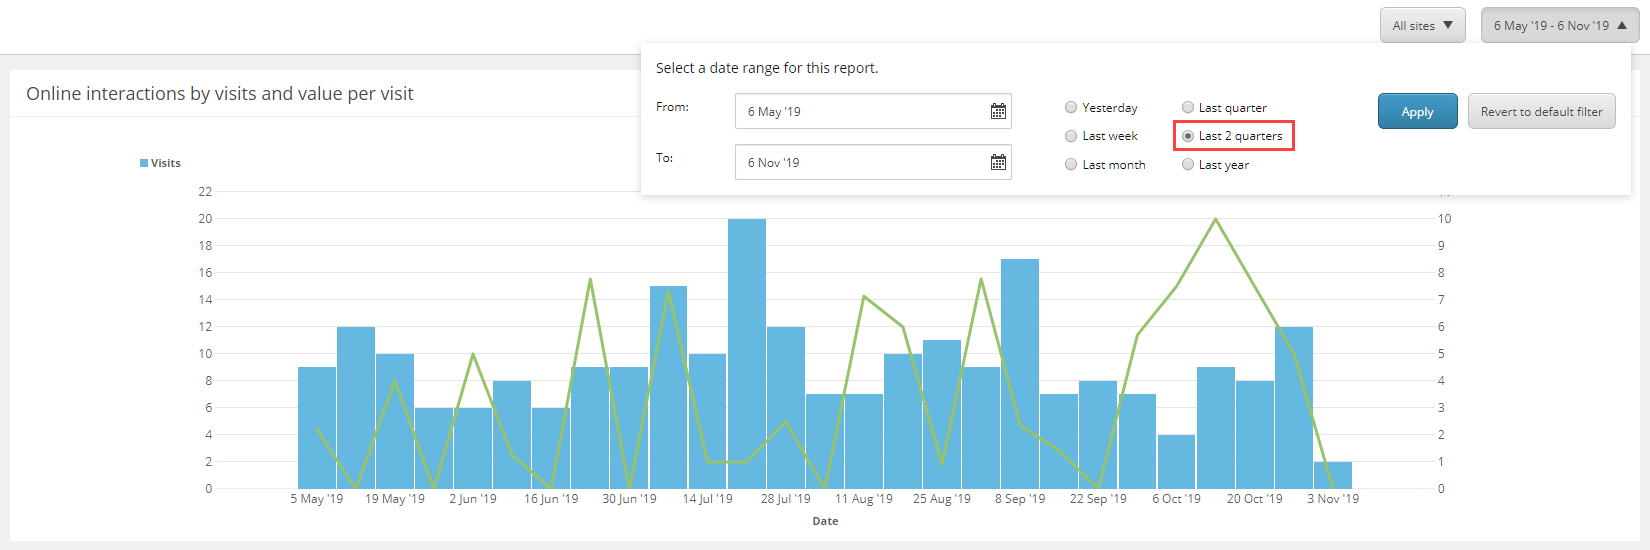 All sites
6 May '19 - 6 Nov '19
Select a date range for this report.
Online interactions by visits and value per visit
From:
6 May '19
To:
6 Nov '19
Yesterday
Last quarter
Last week
Last 2 quarters
Last month
Last year
Apply
Revert to default filter
Visits
22
20
18
16
14
12
10
8
6
4
2
0
10
9
8
7
6
5
4
3
2
1
0
5 May '19
19 May '19
2 Jun '19
16 Jun '19
30 Jun '19
14 Jul '19
28 Jul '19
11 Aug '19
25 Aug '19
8 Sep '19
22 Sep '19
6 Oct '19
20 Oct '19
3 Nov '19
Date